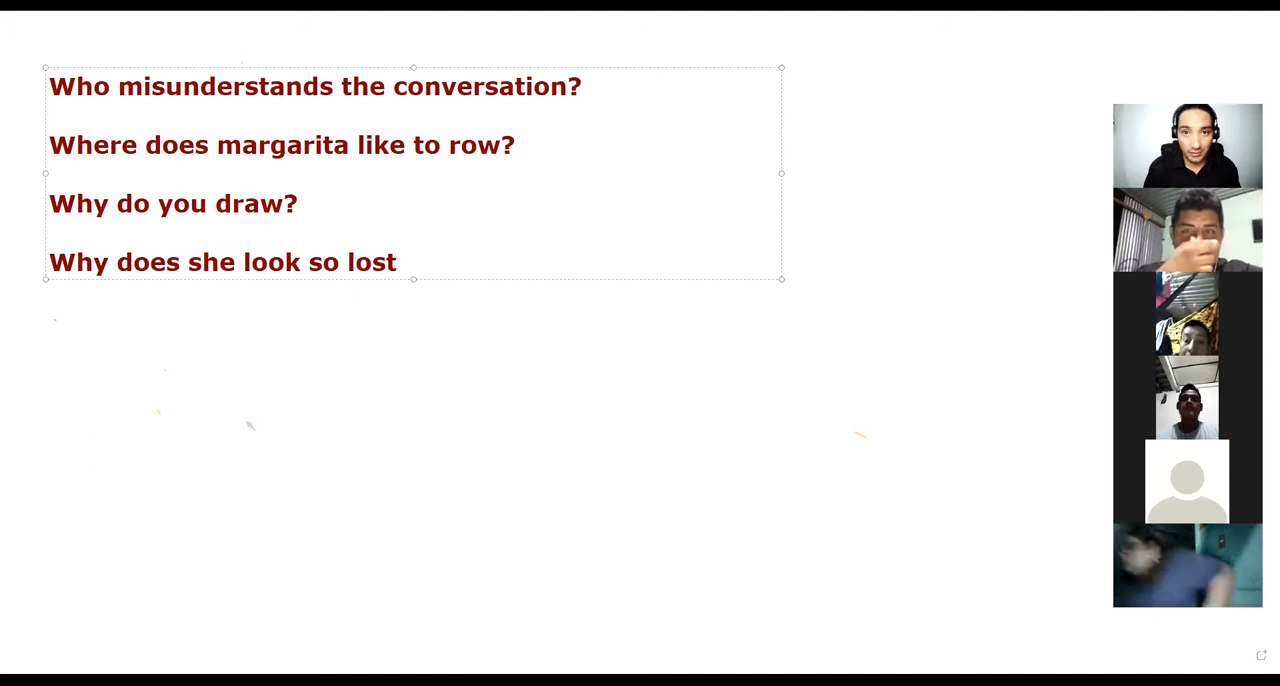 Who misunderstands the conversation?
Where does margarita like to row?
Why do you draw?
Why does she look so lost